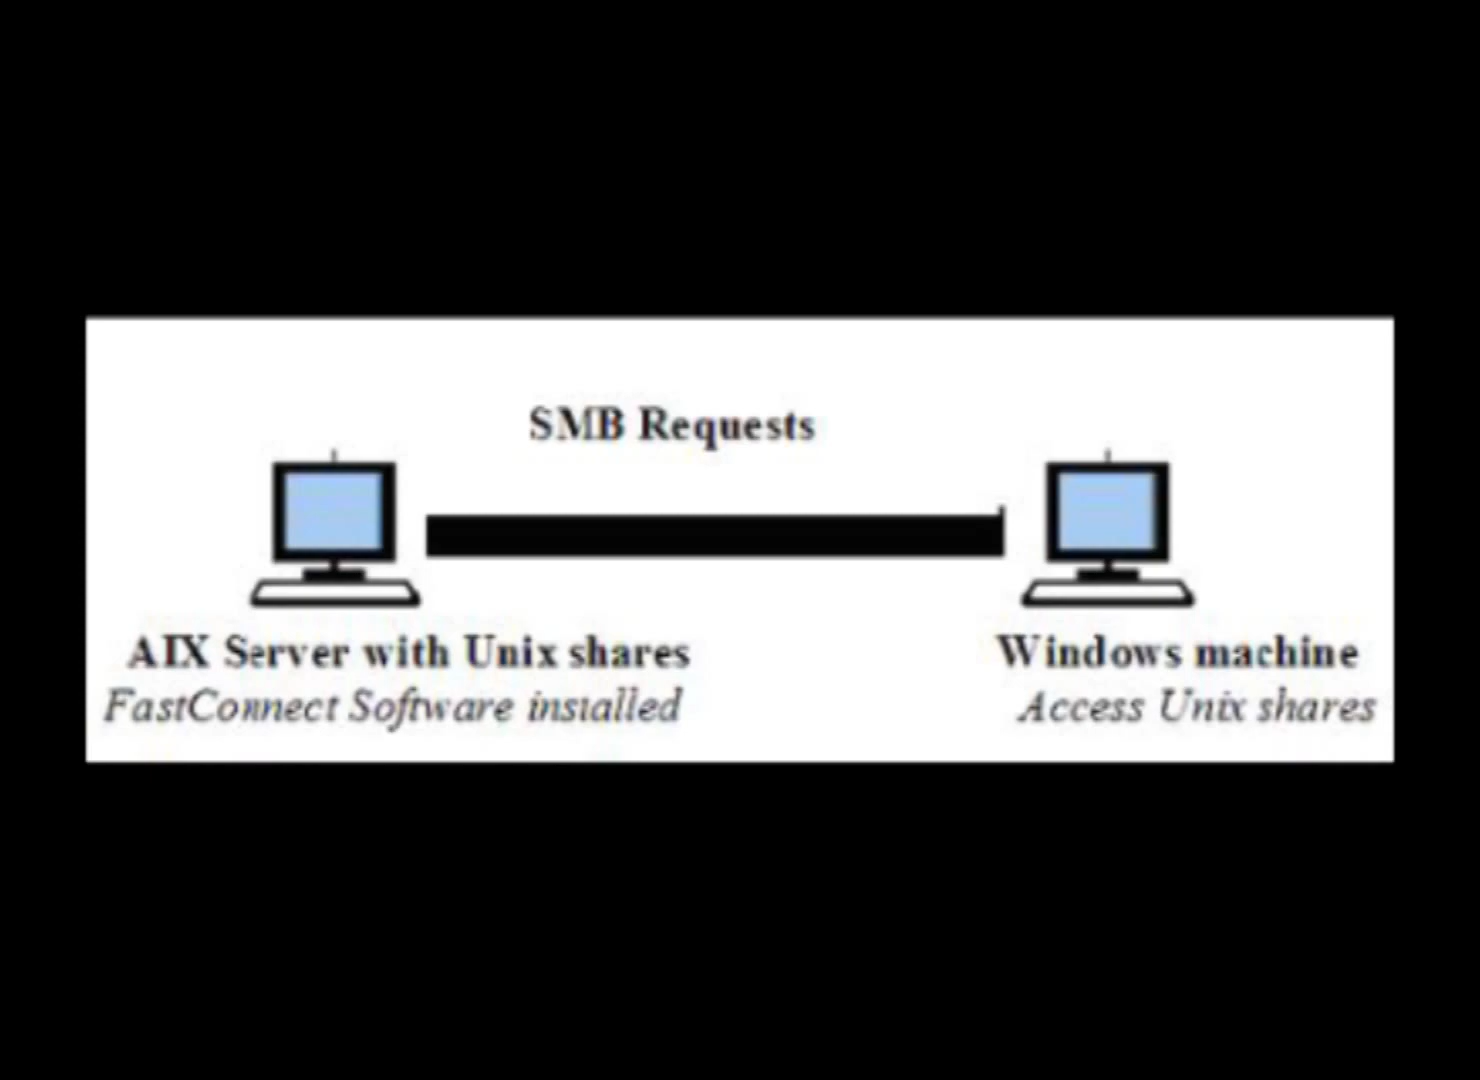 SMB Requests
AIX Server with Unix shares
FastConnect Software installed
Windows machine
Access Unix shares